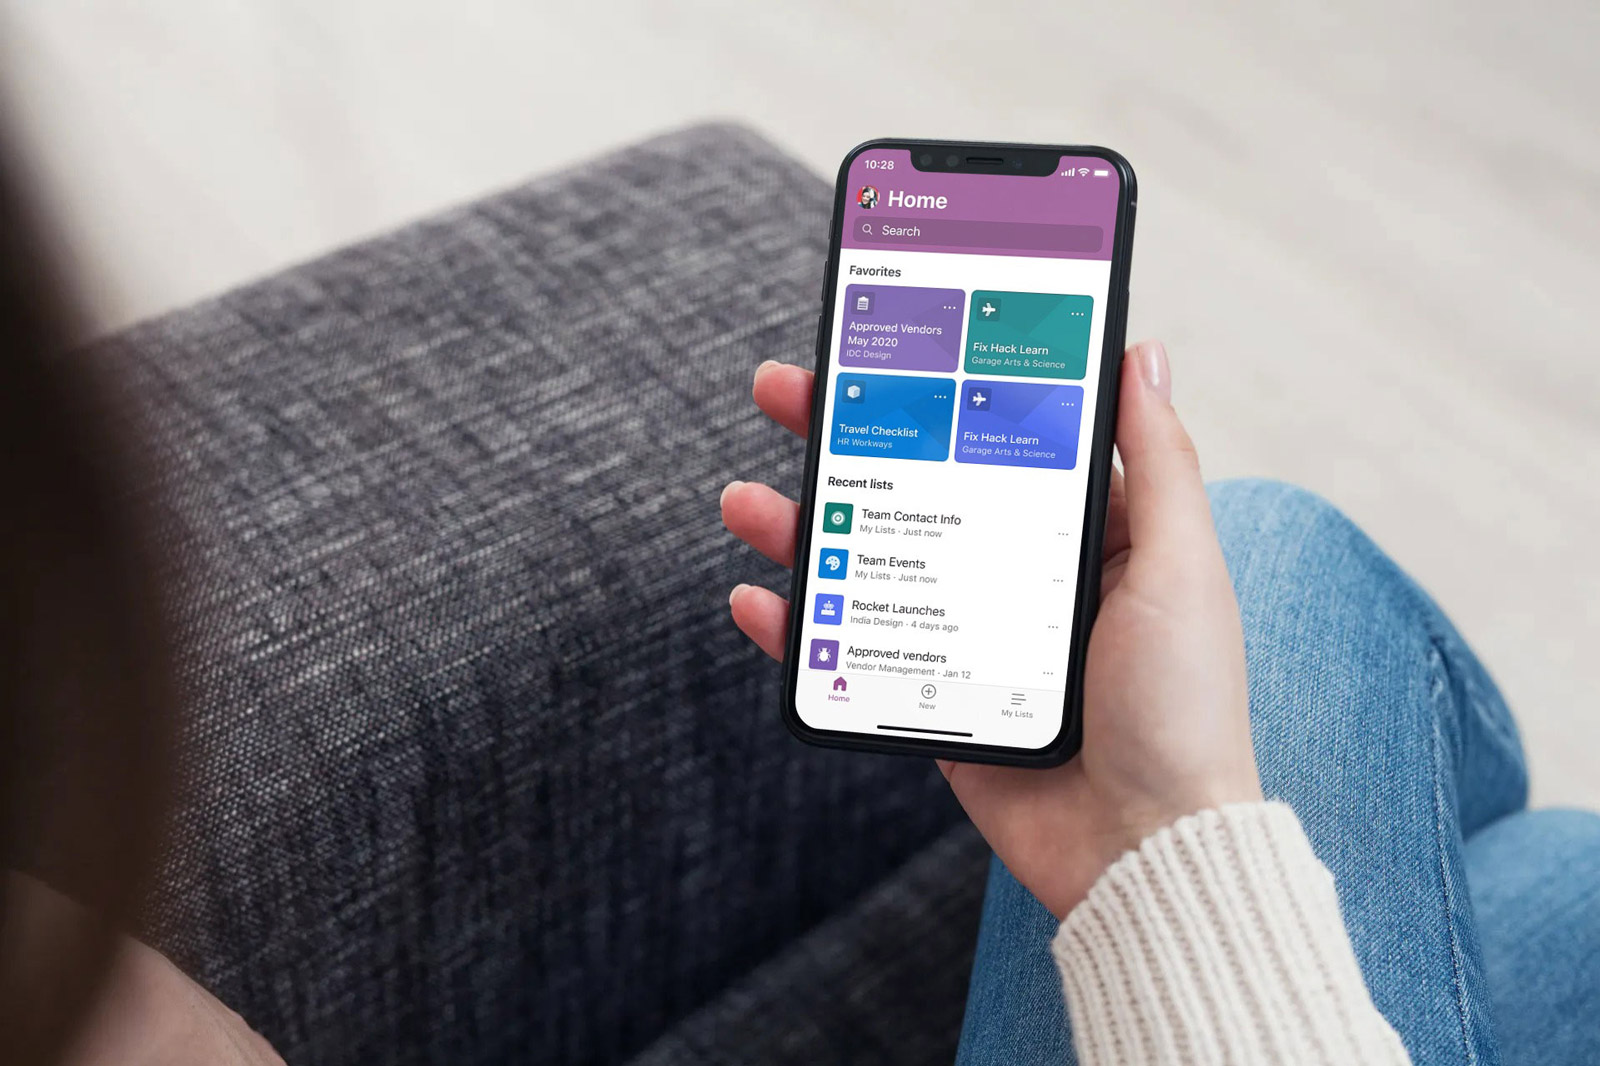 10:28
Home
Search
Favorites
Approved Vendors
May 2020
IDC Design
Fix Hack Learn
Garage Arts & Science
Travel Checklist
HR Workways
Fix Hack Learn
Garage Arts & Science
Recent lists
Team Contact Info
My Lists · Just now
Team Events
My Lists · Just now
Rocket Launches
India Design · 4 days ago
Approved vendors
Vendor Management · Jan 12
Home
New
My Lists